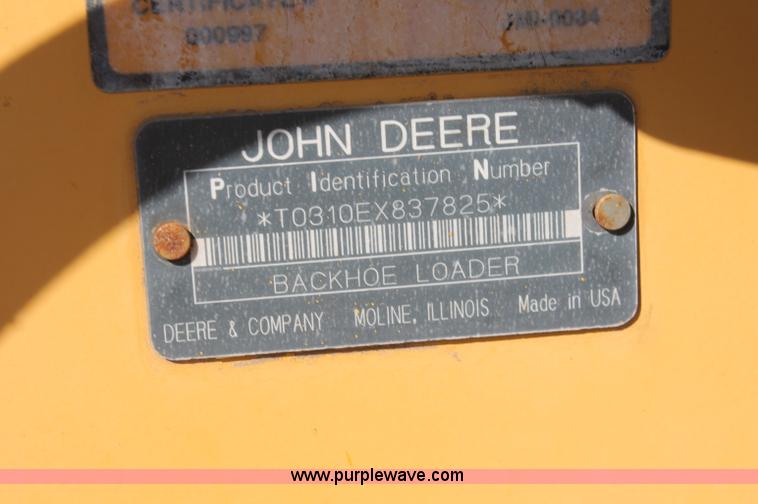 CERTIFICATE#
000997
JOHN DEERE
Product Identification Number
*T0310EX837825*
BACKHOE LOADER
DEERE & COMPANY MOLINE, ILLINOIS Made in USA
www.purplewave.com